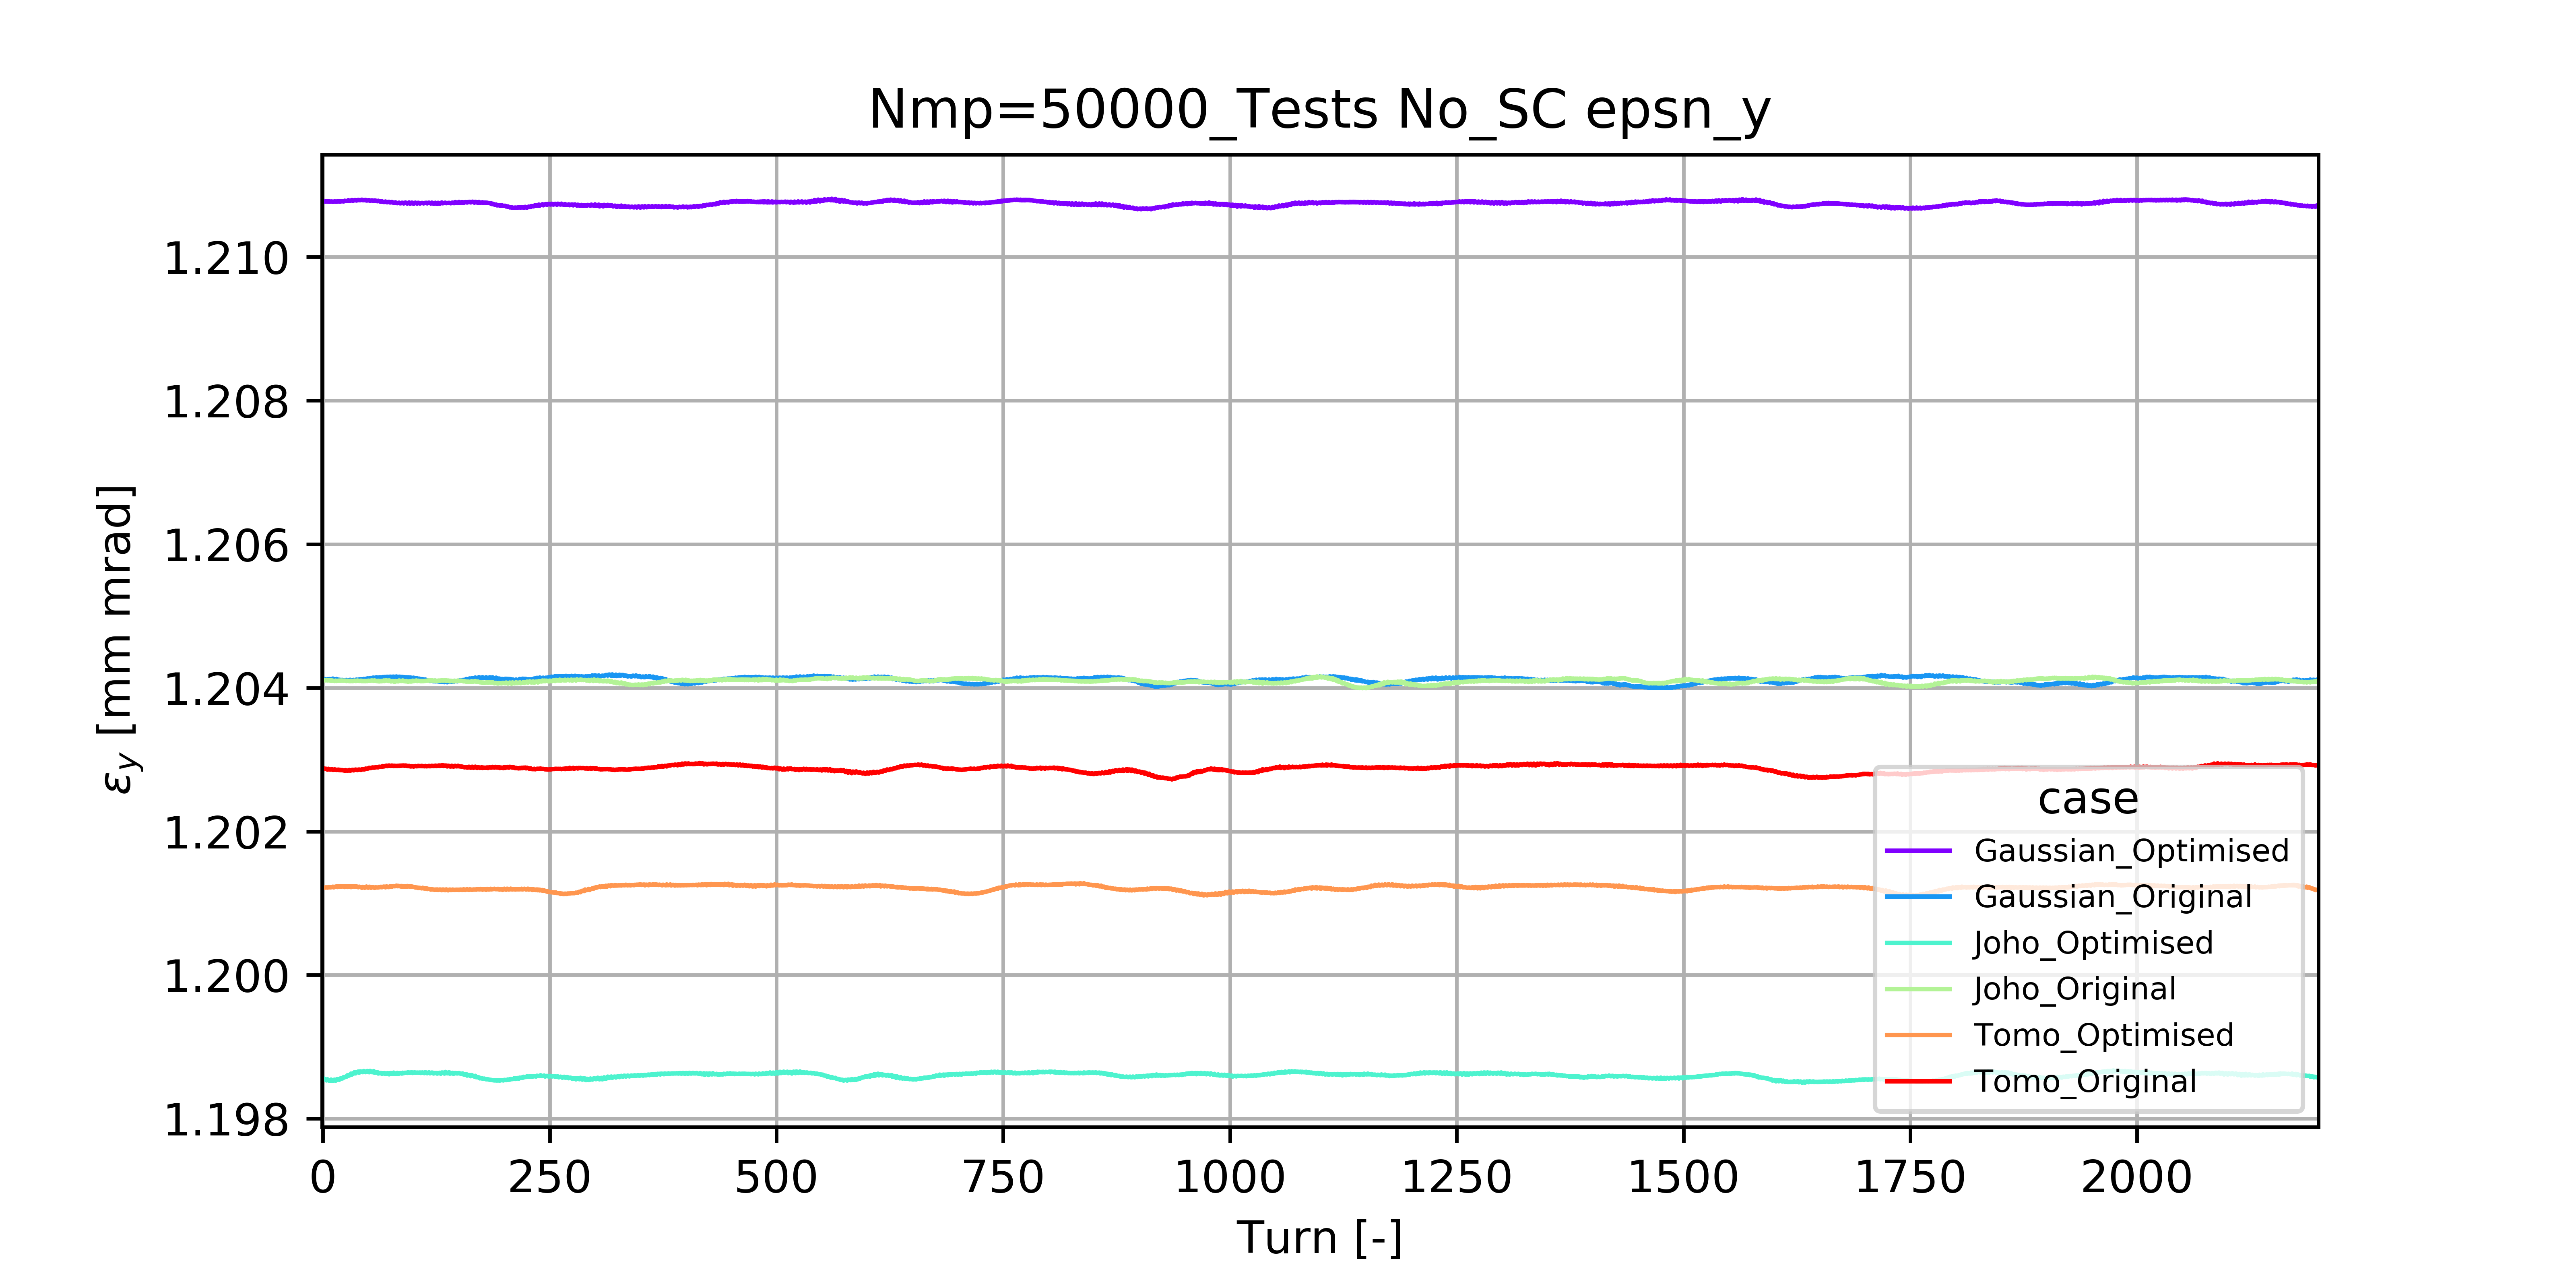 Nmp=50000_Tests No_SC epsn_y
1.210
1.208
1.206
1.204
1.202
1.200
1.198
εy [mm mrad]
case
Gaussian_Optimised
Gaussian_Original
Joho_Optimised
Joho_Original
Tomo_Optimised
Tomo_Original
0 250 500 750 1000 1250 1500 1750 2000
Turn [-]